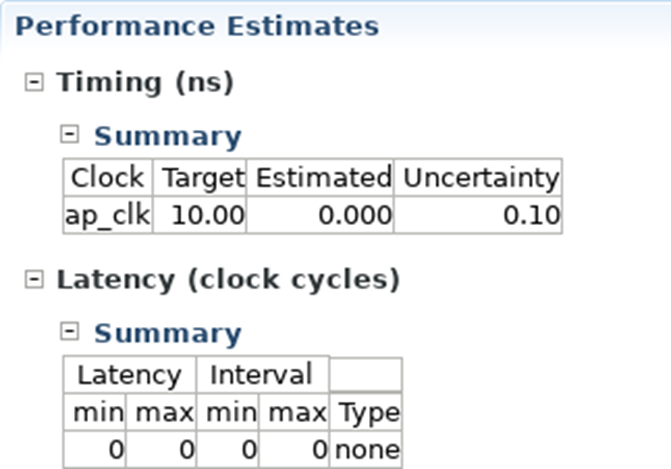 Performance Estimates
Timing (ns)
Summary
Clock Target Estimated Uncertainty
ap_clk 10.00 0.000 0.10
Latency (clock cycles)
Summary
Latency Interval
min max min max Type
0 0 0 0 none